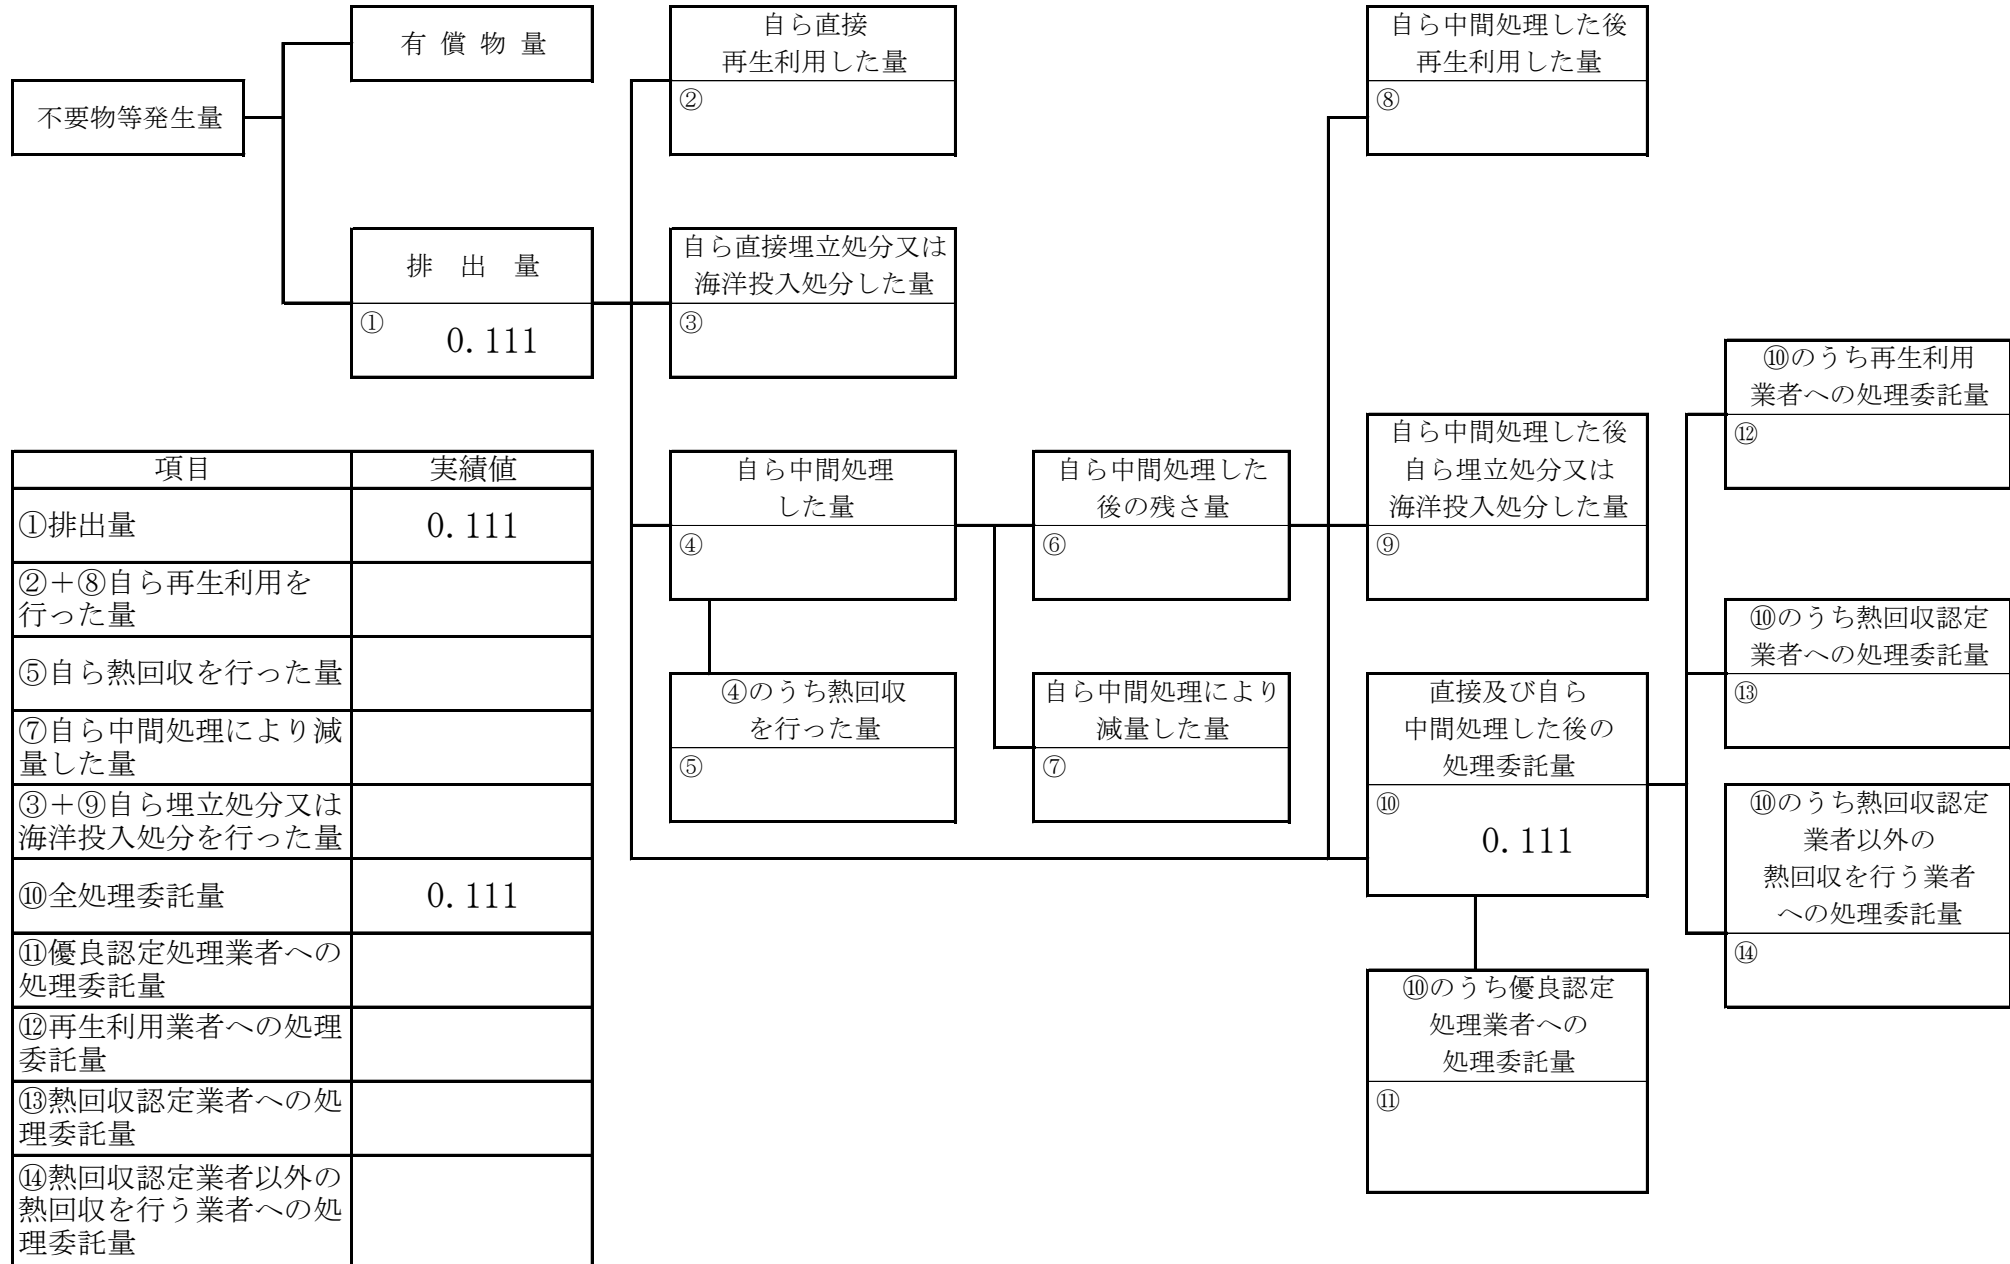 不要物等発生量
有 償 物 量
排 出 量
① 0.111
自ら直接
再生利用した量
②
自ら直接埋立処分又は
海洋投入処分した量
③
自ら中間処理
した量
④
④のうち熱回収
を行った量
⑤
自ら中間処理した
後の残さ量
⑥
自ら中間処理により
減量した量
⑦
自ら中間処理した後
再生利用した量
⑧
自ら中間処理した後
自ら埋立処分又は
海洋投入処分した量
⑨
直接及び自ら
中間処理した後の
処理委託量
⑩
0.111
⑩のうち優良認定
処理業者への
処理委託量
⑪
⑩のうち再生利用
業者への処理委託量
⑫
⑩のうち熱回収認定
業者への処理委託量
⑬
⑩のうち熱回収認定
業者以外の
熱回収を行う業者
への処理委託量
⑭
項目 実績値
①排出量 0.111
②＋⑧自ら再生利用を
行った量
⑤自ら熱回収を行った量
⑦自ら中間処理により減
量した量
③＋⑨自ら埋立処分又は
海洋投入処分を行った量
⑩全処理委託量 0.111
⑪優良認定処理業者への
処理委託量
⑫再生利用業者への処理
委託量
⑬熱回収認定業者への処
理委託量
⑭熱回収認定業者以外の
熱回収を行う業者への処
理委託量